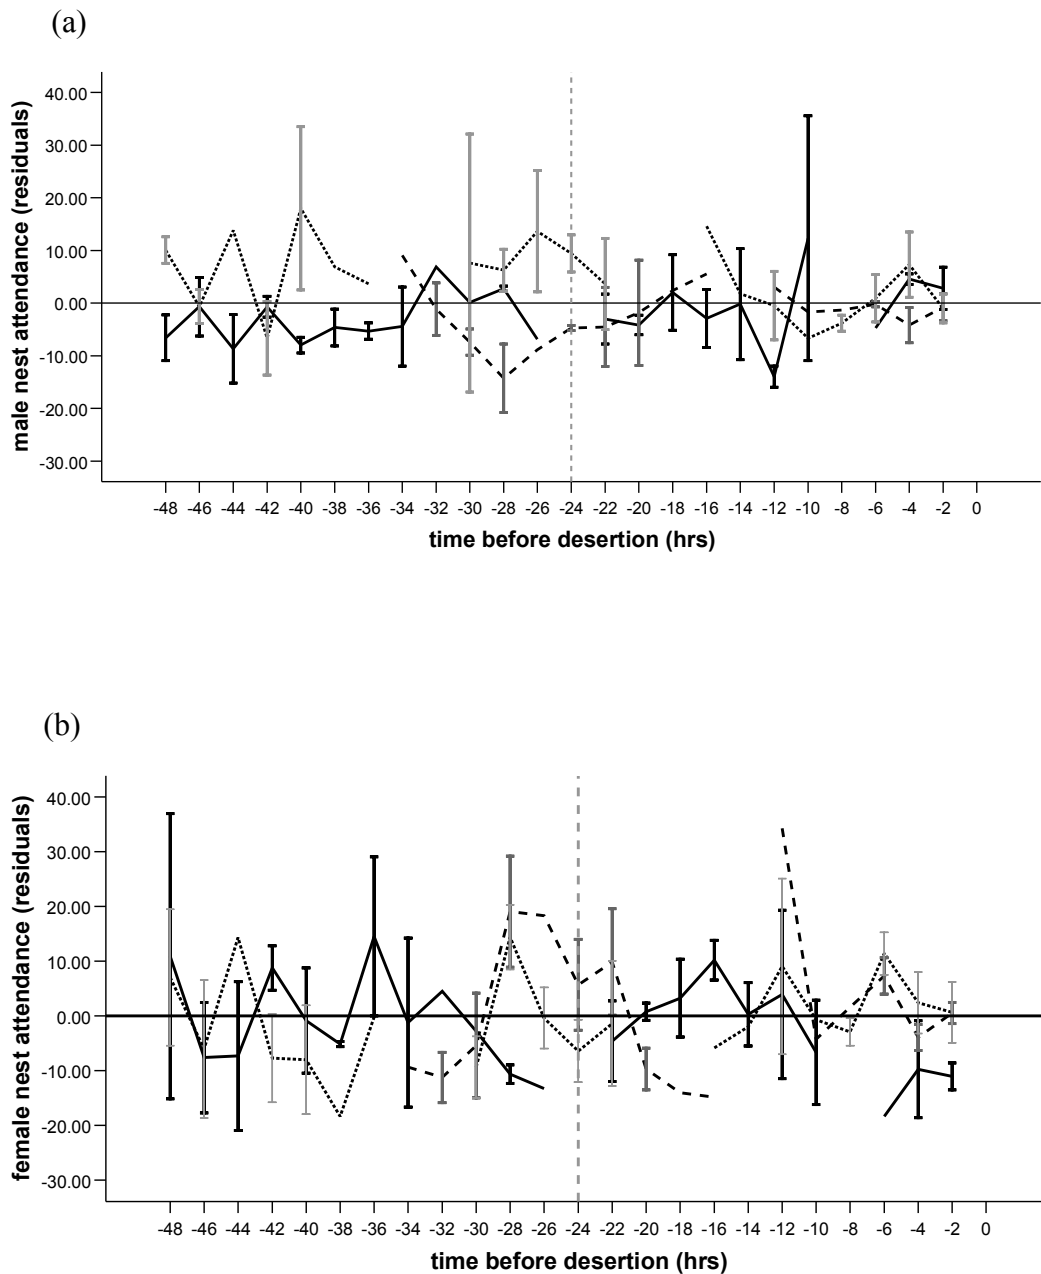 (a)
male nest attendance (residuals)
40.00
30.00
20.00
10.00
0.00
-10.00
-20.00
-30.00
-48 -46 -44 -42 -40 -38 -36 -34 -32 -30 -28 -26 -24 -22 -20 -18 -16 -14 -12 -10 -8 -6 -4 -2 0
time before desertion (hrs)
(b)
female nest attendance (residuals)
40.00
30.00
20.00
10.00
0.00
-10.00
-20.00
-30.00
-48 -46 -44 -42 -40 -38 -36 -34 -32 -30 -28 -26 -24 -22 -20 -18 -16 -14 -12 -10 -8 -6 -4 -2 0
time before desertion (hrs)